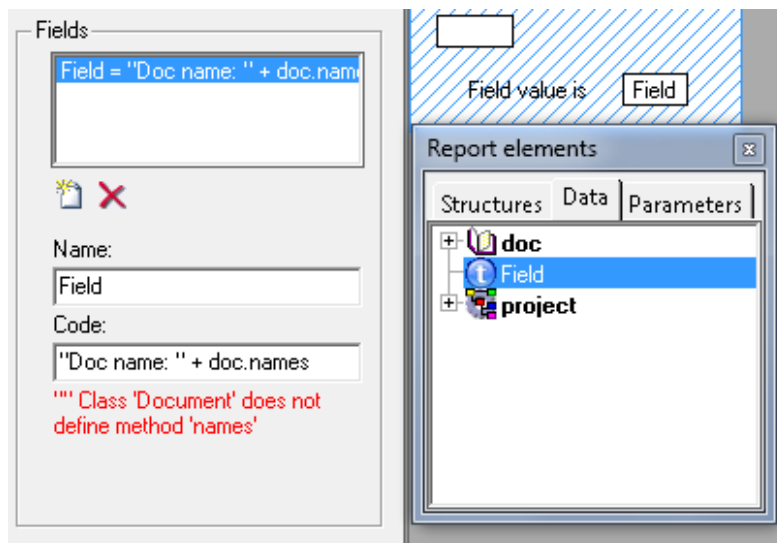 Fields
Field = "Doc name: " + doc.nam
Name:
Field
Code:
"Doc name: " + doc.names
"" Class 'Document' does not
define method 'names'
Field value is
Field
Report elements
Structures
Data
Parameters
doc
Field
project